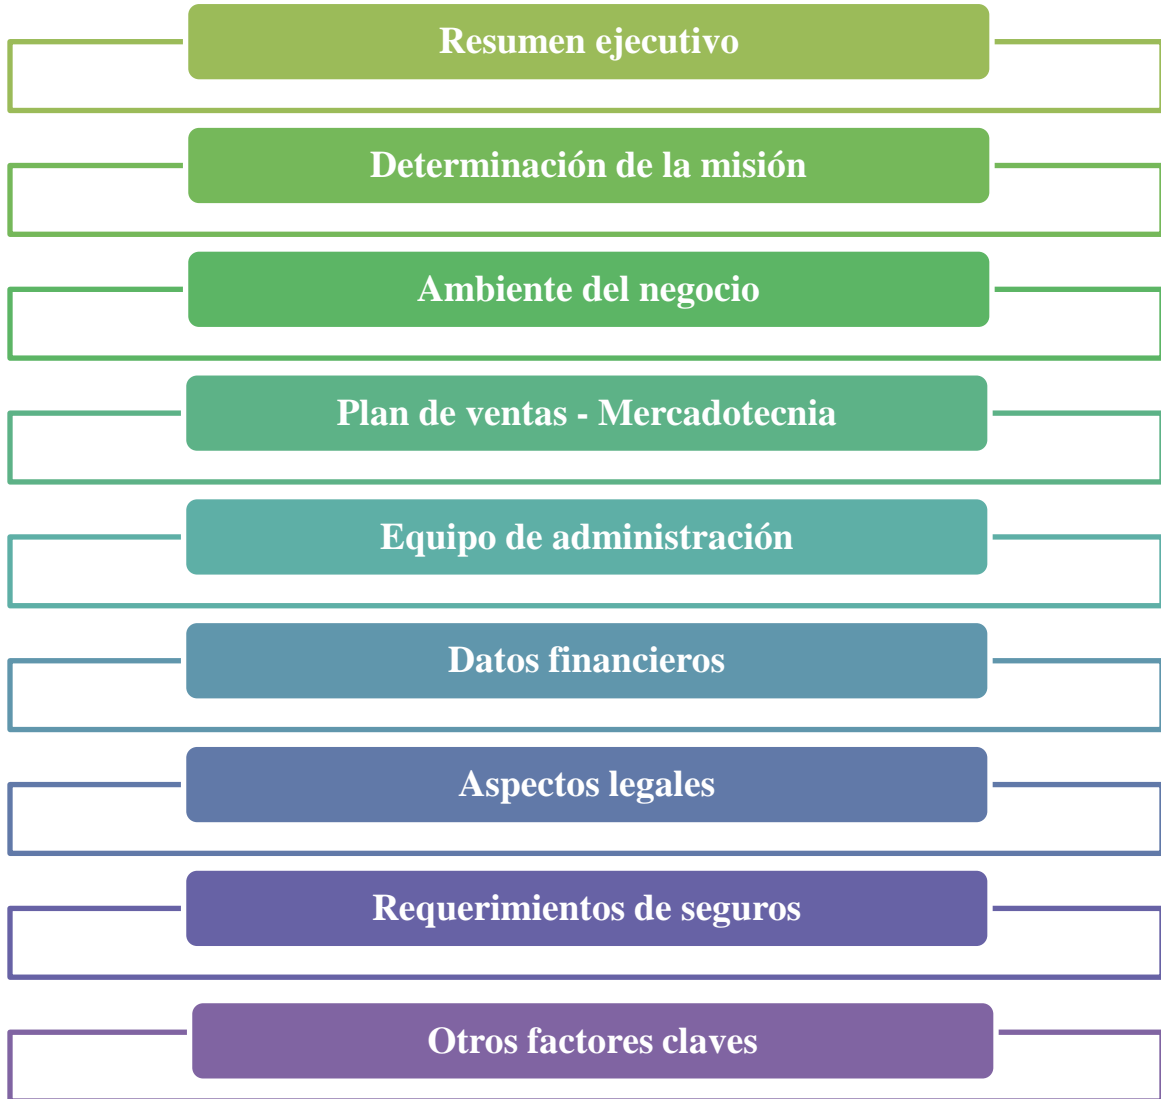 Resumen ejecutivo
Determinación de la misión
Ambiente del negocio
Plan de ventas - Mercadotecnia
Equipo de administración
Datos financieros
Aspectos legales
Requerimientos de seguros
Otros factores claves